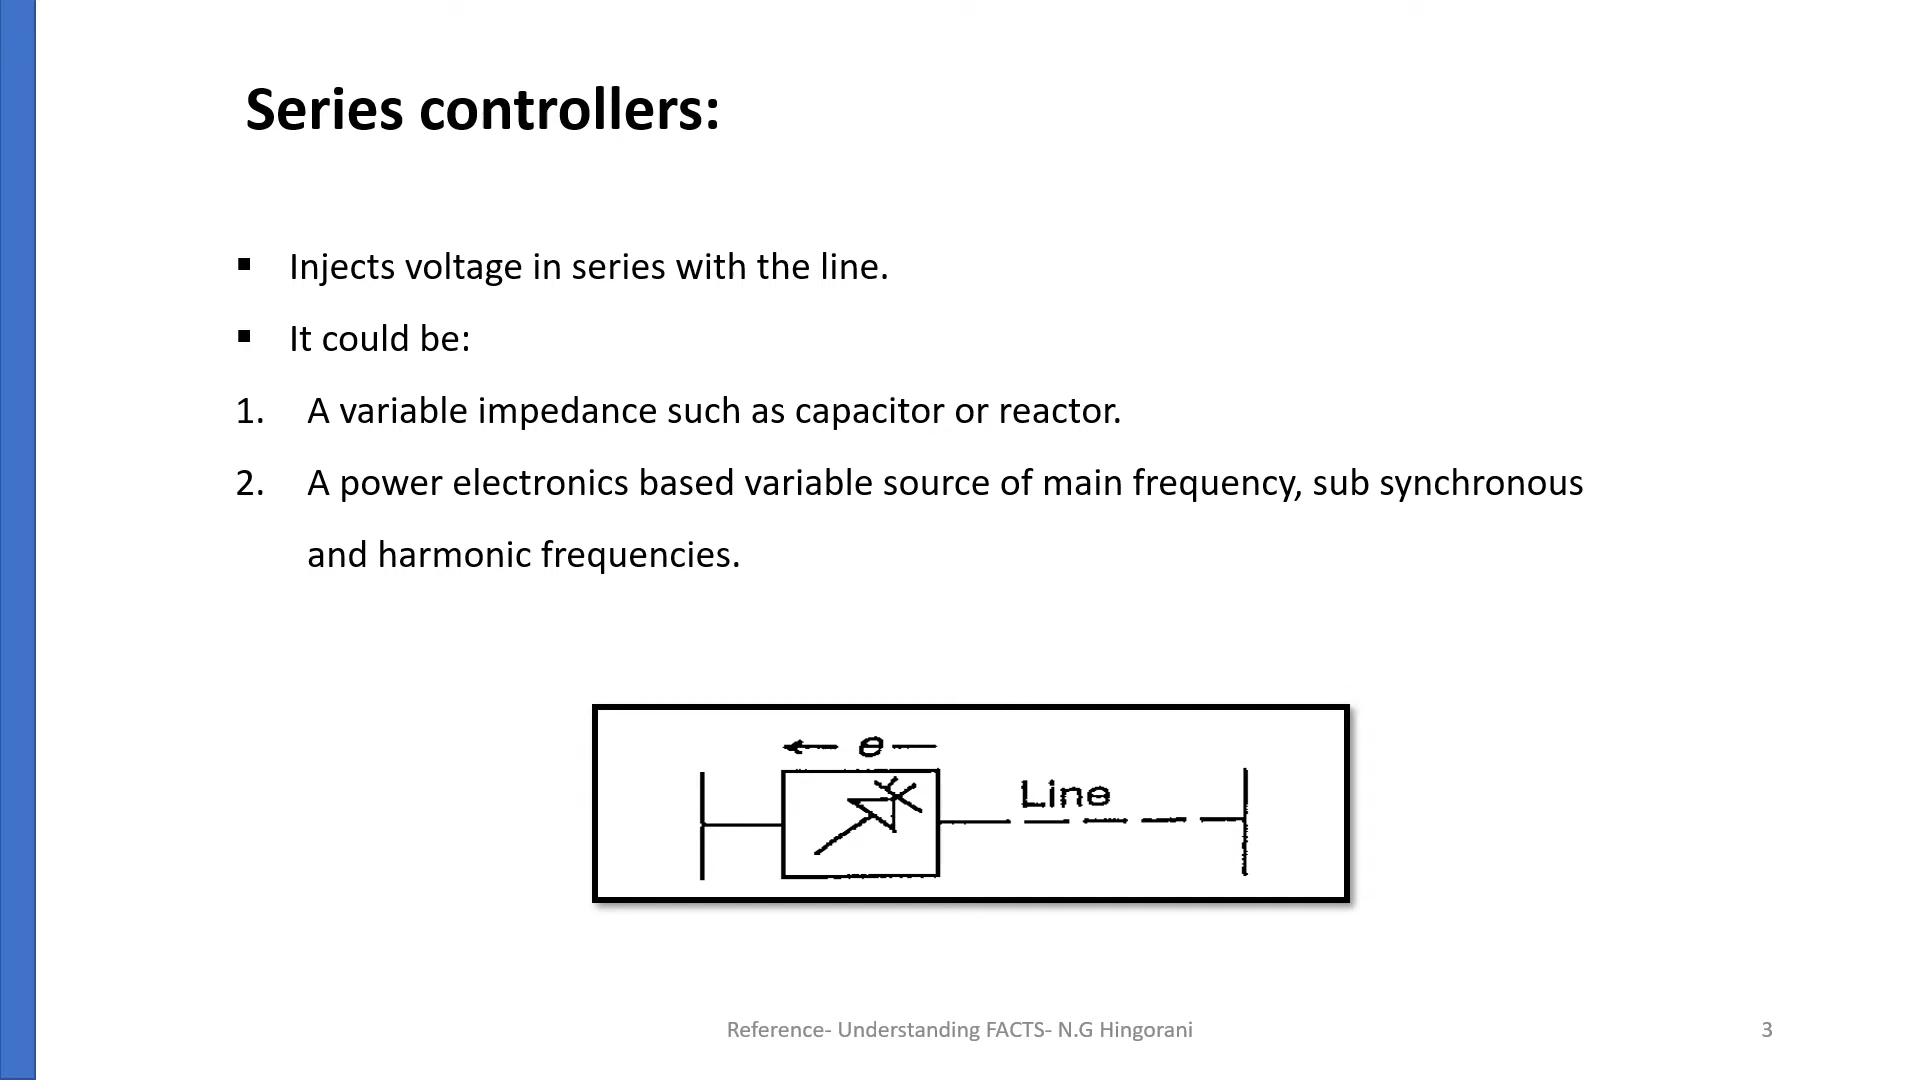 Series controllers:
▪ Injects voltage in series with the line.
▪ It could be:
1. A variable impedance such as capacitor or reactor.
2. A power electronics based variable source of main frequency, sub synchronous
and harmonic frequencies.
e
Line
Reference- Understanding FACTS- N.G Hingorani
3